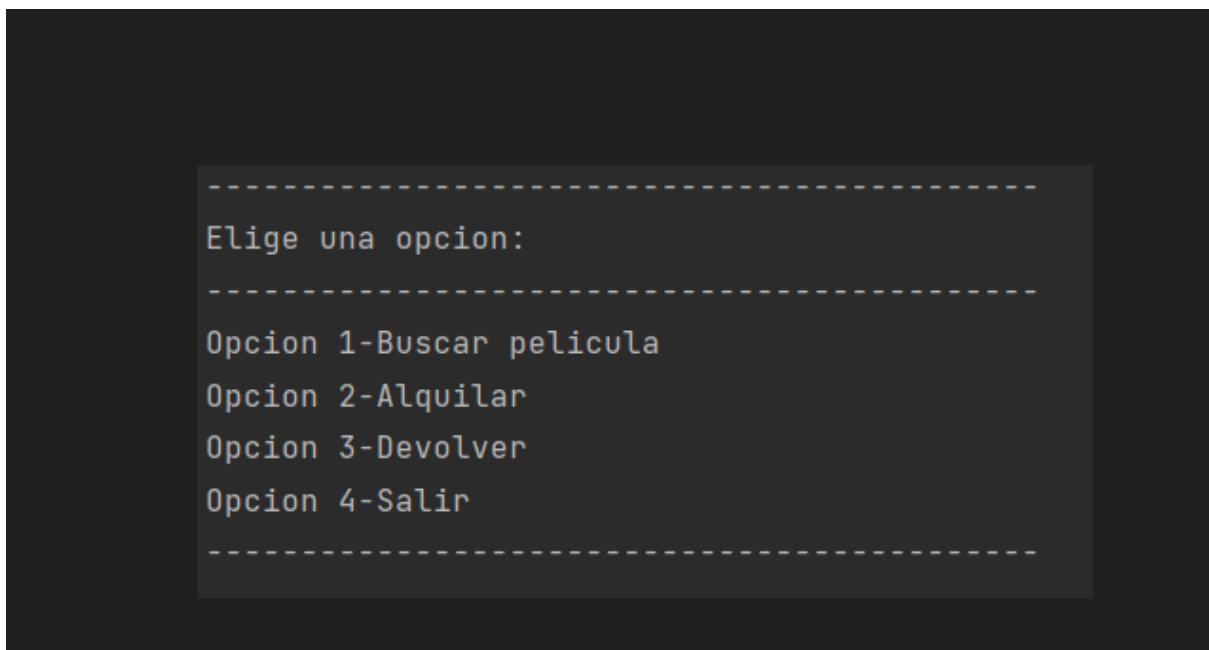 --------------------------------------------
Elige una opcion:
--------------------------------------------
Opcion 1-Buscar pelicula
Opcion 2-Alquilar
Opcion 3-Devolver
Opcion 4-Salir
--------------------------------------------